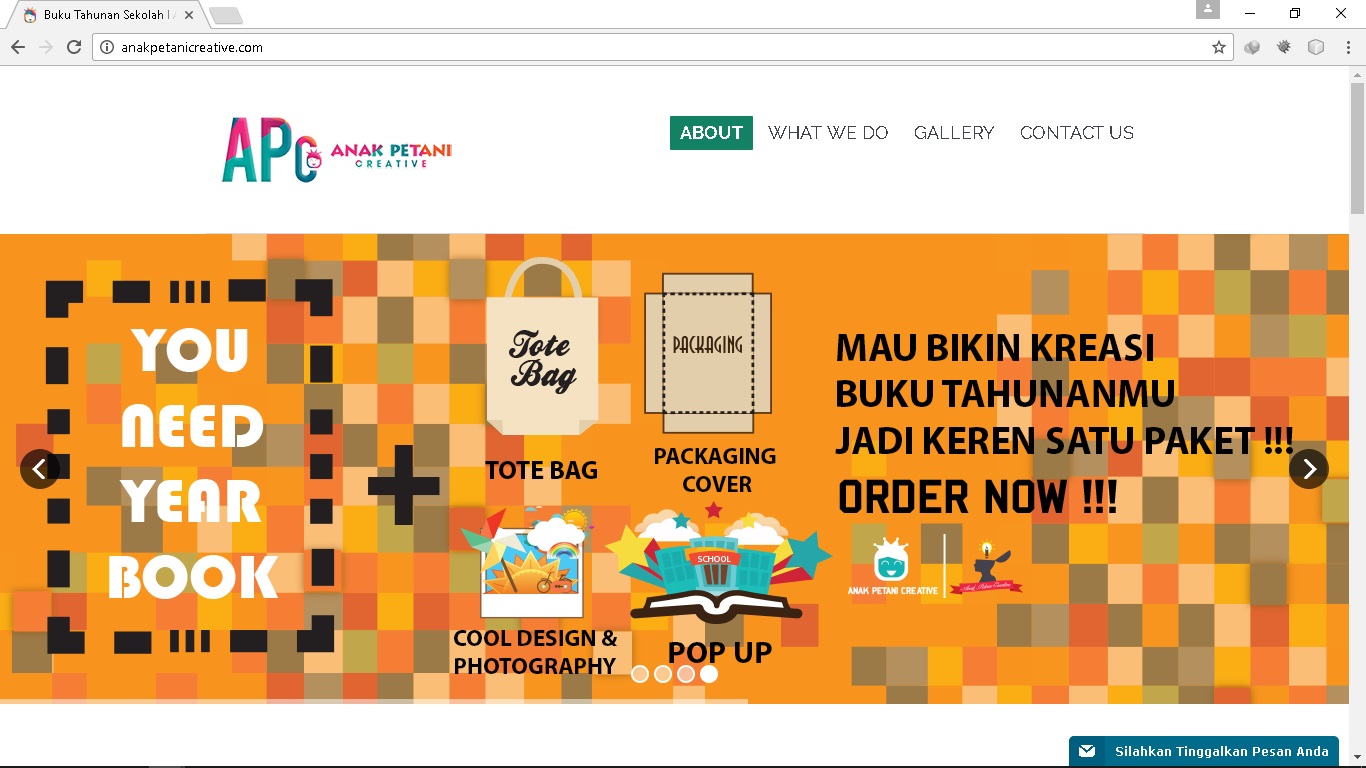 Buku Tahunan Sekolah |
anakpetanicreative.com
APC ANAK PETANI
CREATIVE
ABOUT WHAT WE DO GALLERY CONTACT US
YOU
NEED
YEAR
BOOK
Tote
Bag
TOTE BAG
PACKAGING
PACKAGING
COVER
COOL DESIGN &
PHOTOGRAPHY
SCHOOL
POP UP
MAU BIKIN KREASI
BUKU TAHUNANMU
JADI KEREN SATU PAKET !!!
ORDER NOW !!!
ANAK PETANI CREATIVE
Silahkan Tinggalkan Pesan Anda